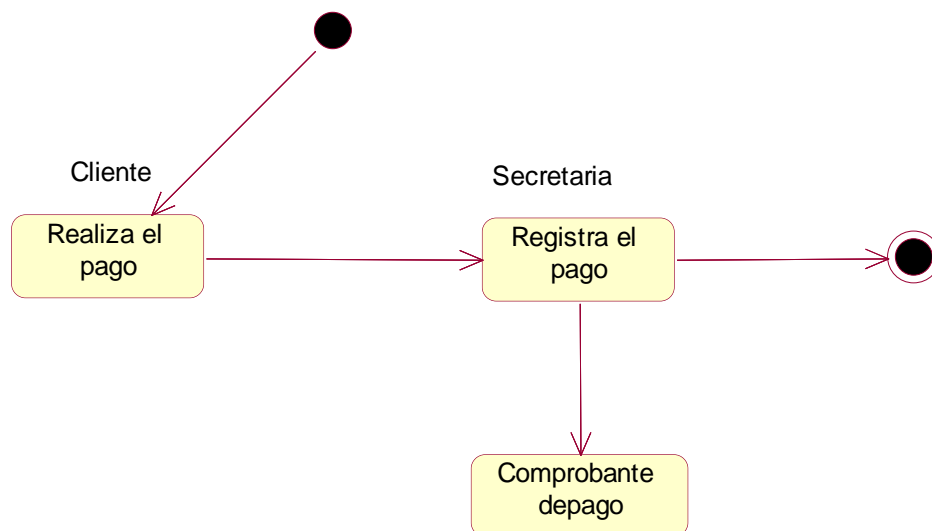 Cliente
Realiza el
pago
Secretaria
Registra el
pago
Comprobante
depago